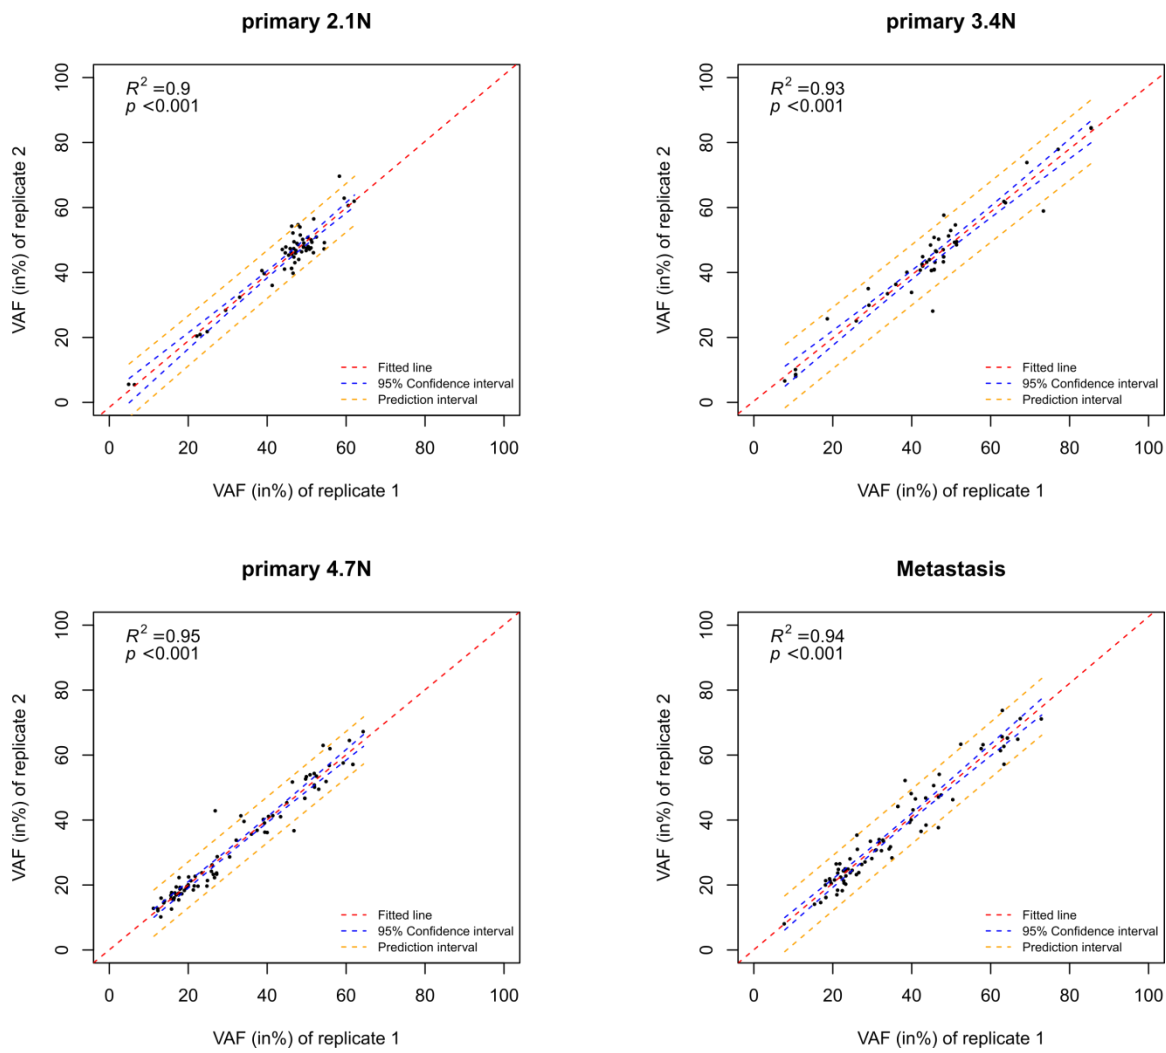 primary 2.1N
R² =0.9
p <0.001
VAF (in%) of replicate 2
100
80
60
40
20
0
Fitted line
95% Confidence interval
Prediction interval
0 20 40 60 80 100
VAF (in%) of replicate 1
primary 3.4N
R² =0.93
p <0.001
VAF (in%) of replicate 2
100
80
60
40
20
0
Fitted line
95% Confidence interval
Prediction interval
0 20 40 60 80 100
VAF (in%) of replicate 1
primary 4.7N
R² =0.95
p <0.001
VAF (in%) of replicate 2
100
80
60
40
20
0
Fitted line
95% Confidence interval
Prediction interval
0 20 40 60 80 100
VAF (in%) of replicate 1
Metastasis
R² =0.94
p <0.001
VAF (in%) of replicate 2
100
80
60
40
20
0
Fitted line
95% Confidence interval
Prediction interval
0 20 40 60 80 100
VAF (in%) of replicate 1